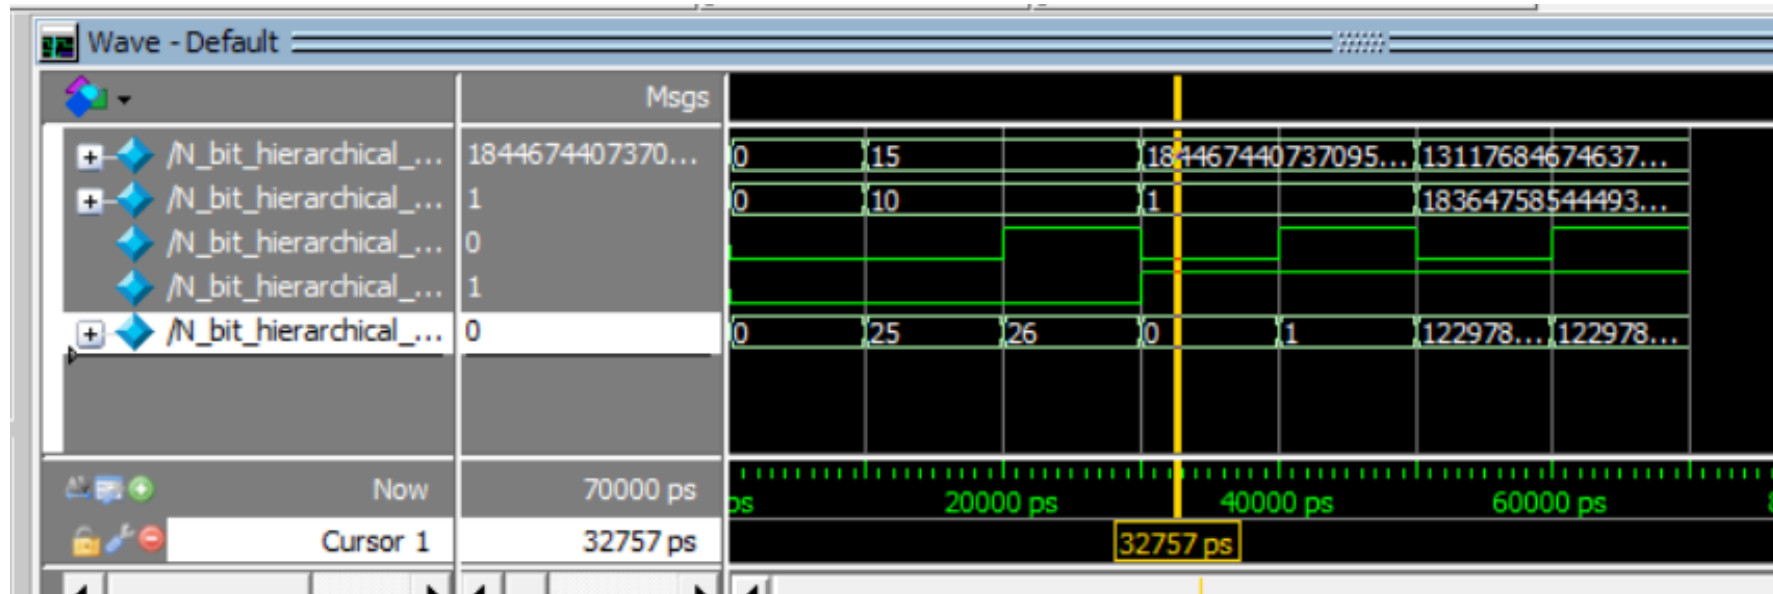 Wave - Default
Msgs
/N_bit_hierarchical_... 1844674407370... 0 15 184467440737095... 13117684674637...
/N_bit_hierarchical_... 1 0 10 1 18364758544493...
/N_bit_hierarchical_... 0
/N_bit_hierarchical_... 1
/N_bit_hierarchical_... 0 0 25 26 0 1 122978... 122978...
Now 70000 ps ps 20000 ps 40000 ps 60000 ps
Cursor 1 32757 ps 32757 ps